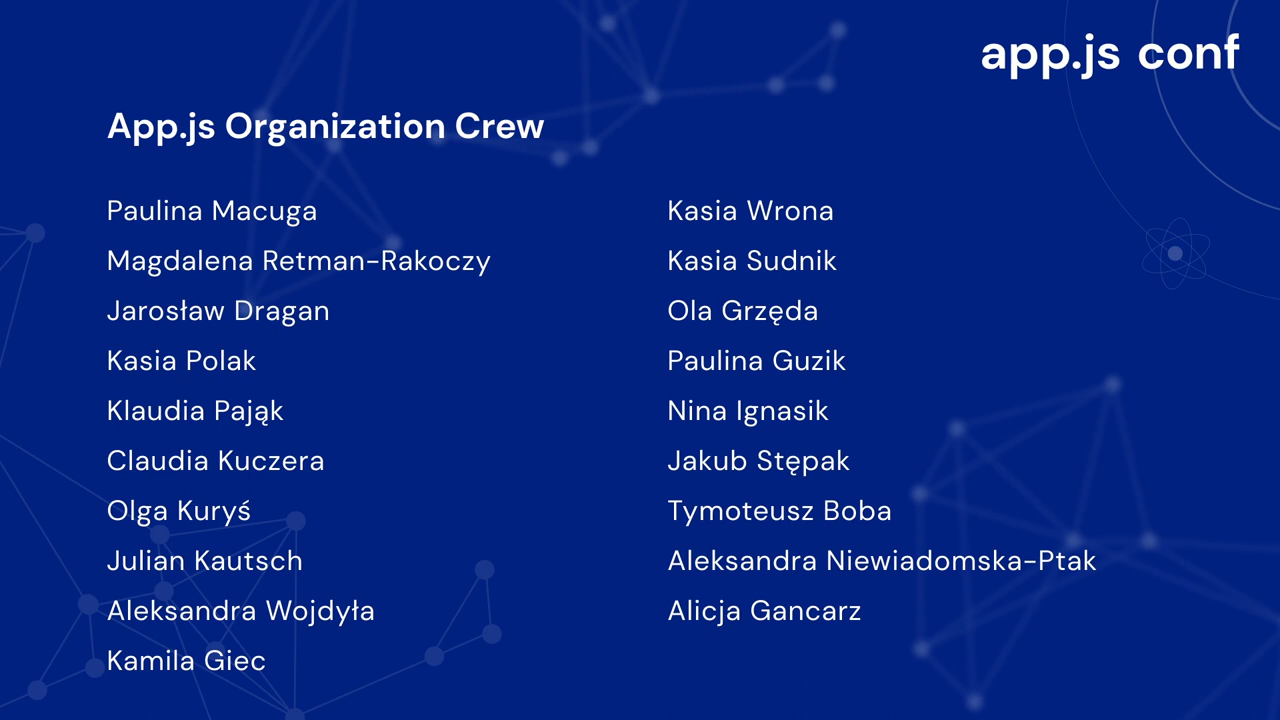 app.js conf
App.js Organization Crew
Paulina Macuga
Magdalena Retman-Rakoczy
Jarosław Dragan
Kasia Polak
Klaudia Pająk
Claudia Kuczera
Olga Kuryś
Julian Kautsch
Aleksandra Wojdyła
Kamila Giec
Kasia Wrona
Kasia Sudnik
Ola Grzęda
Paulina Guzik
Nina Ignasik
Jakub Stępak
Tymoteusz Boba
Aleksandra Niewiadomska-Ptak
Alicja Gancarz